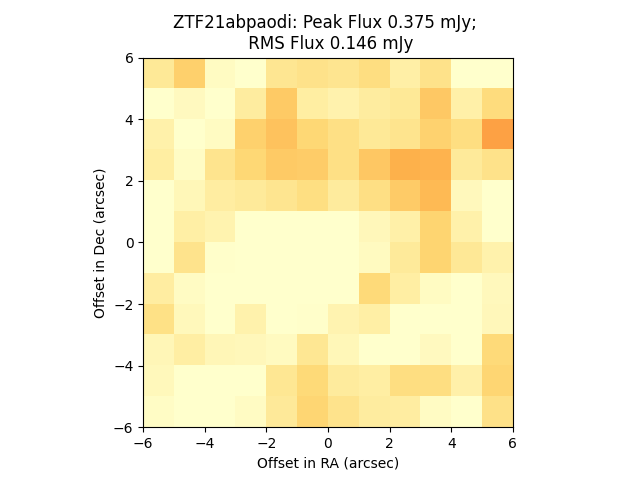 ZTF21abpaodi: Peak Flux 0.375 mJy;
RMS Flux 0.146 mJy
6
4
2
0
−2
−4
−6
Offset in Dec (arcsec)
−6 −4 −2 0 2 4 6
Offset in RA (arcsec)